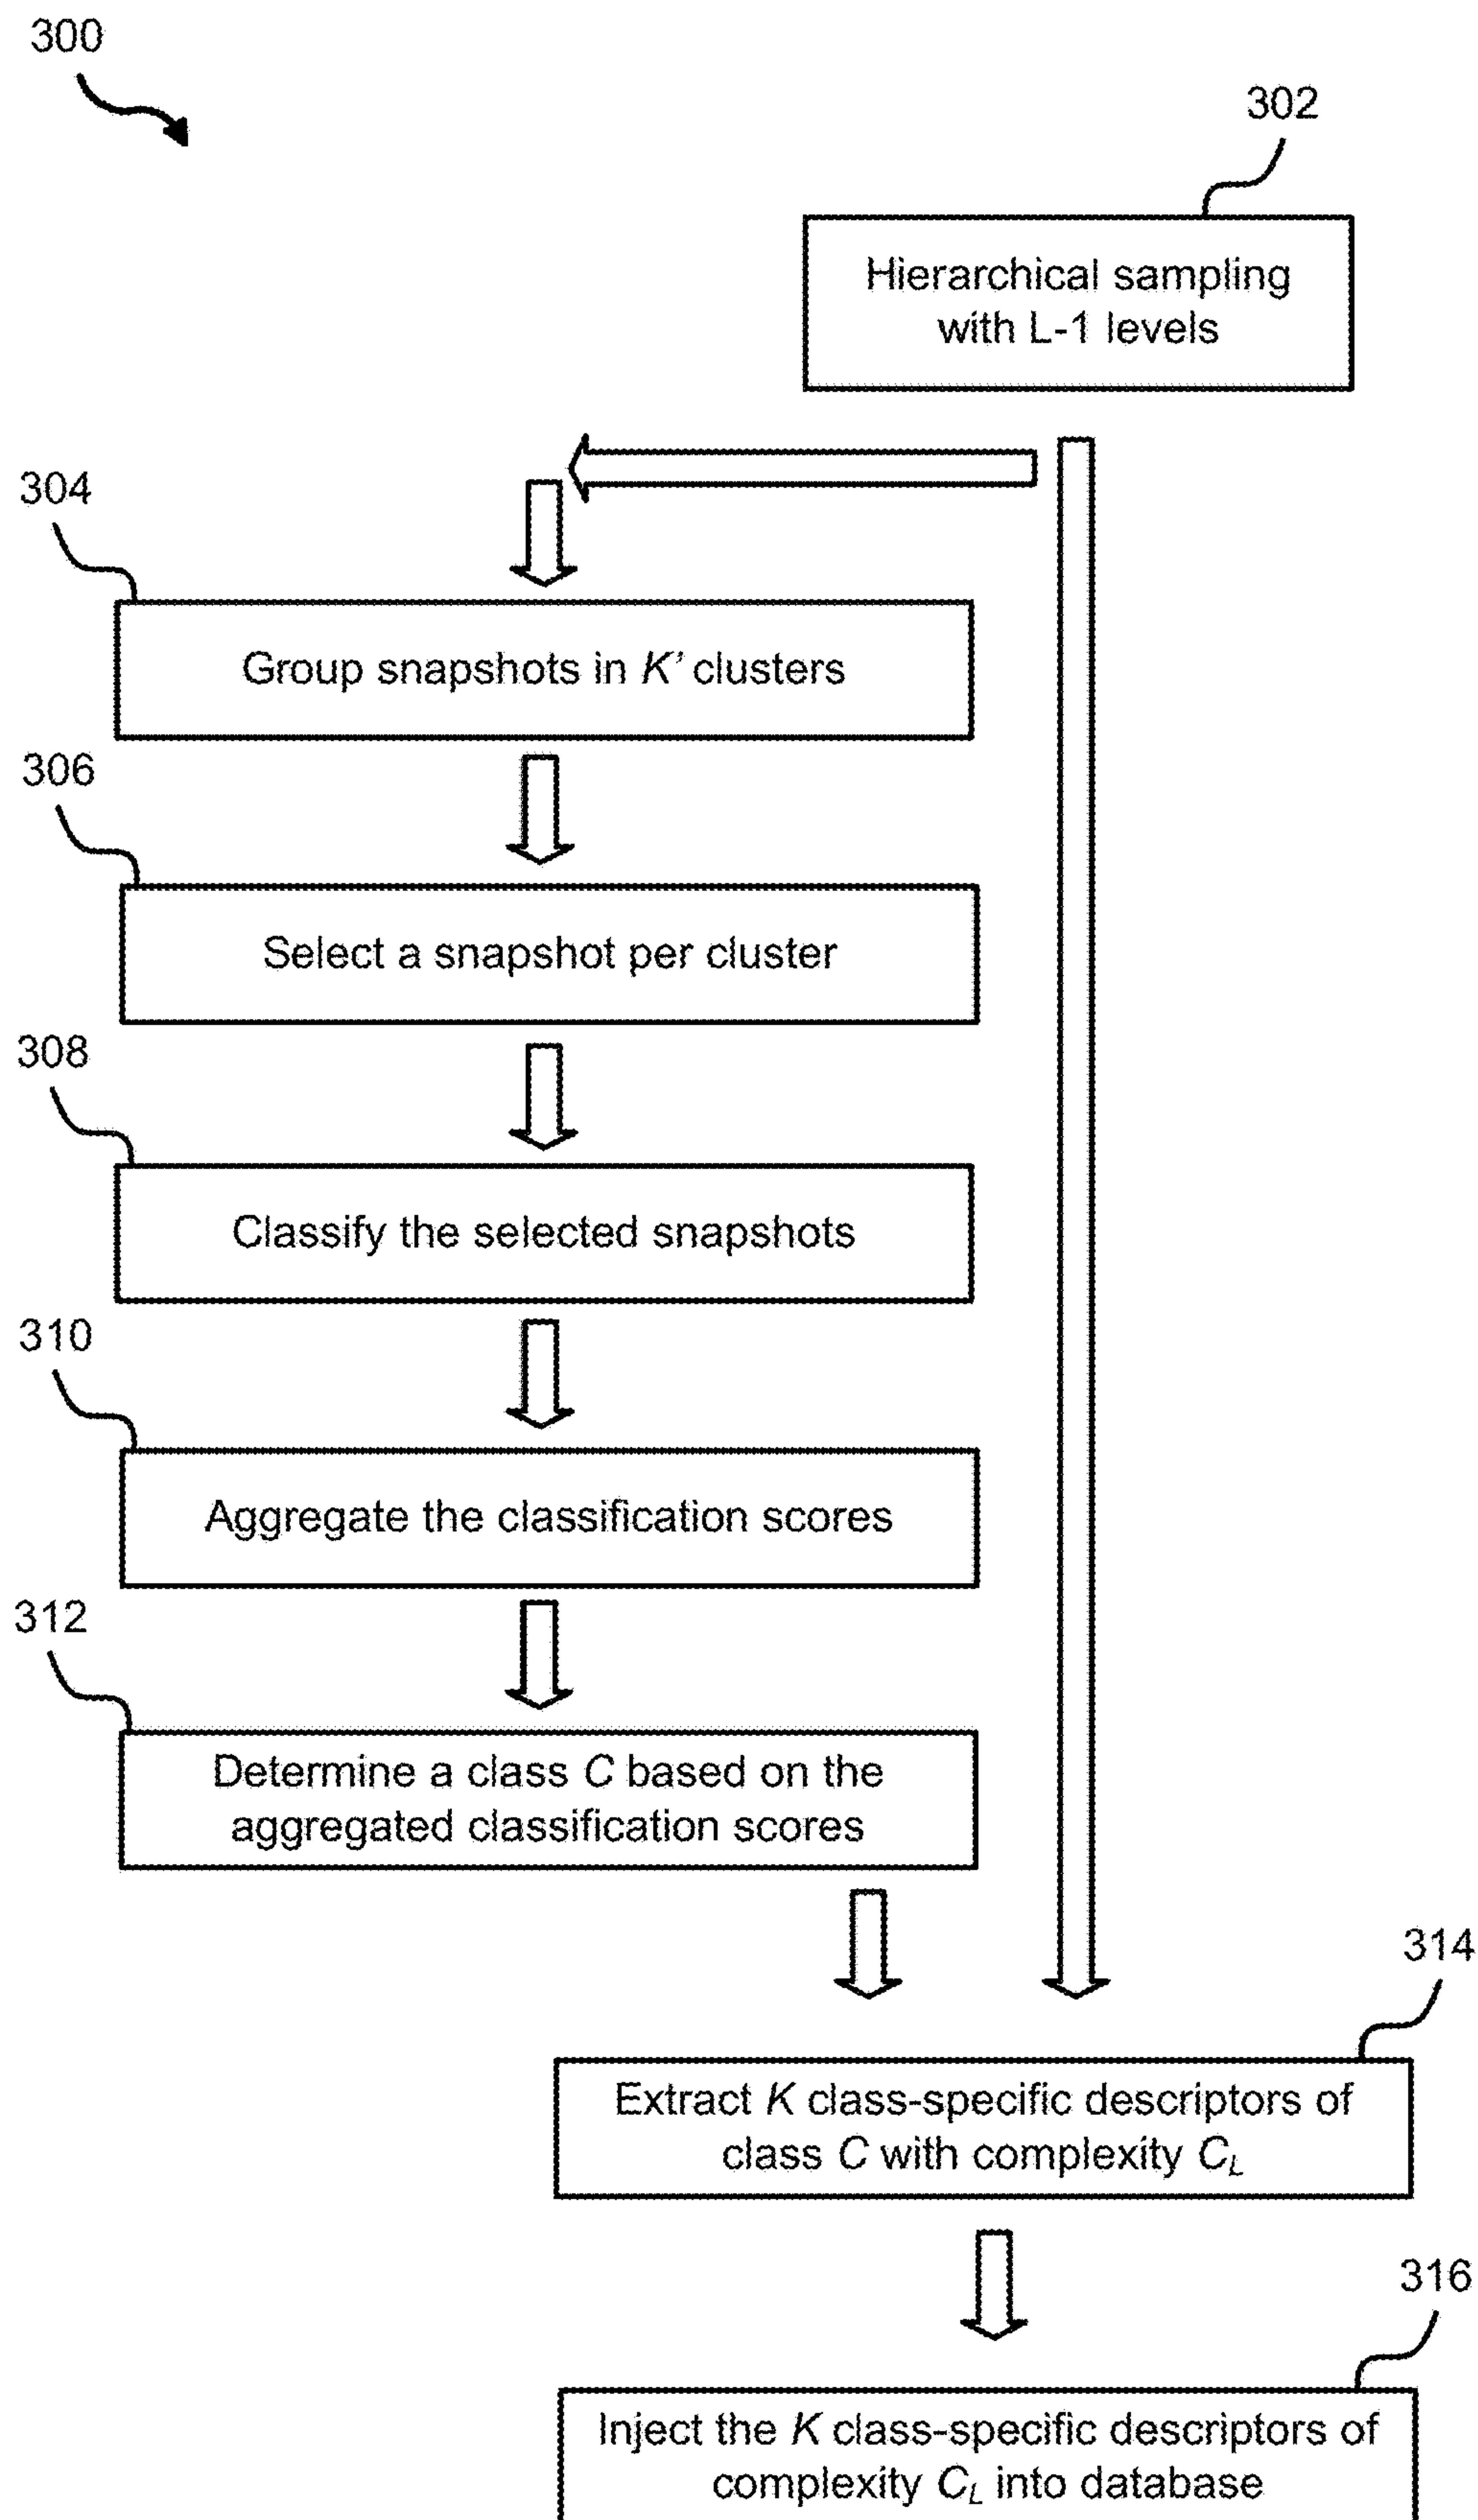 300
302
Hierarchical sampling
with L-1 levels
304
Group snapshots in K’ clusters
306
Select a snapshot per cluster
308
Classify the selected snapshots
310
Aggregate the classification scores
312
Determine a class C based on the
aggregated classification scores
314
Extract K class-specific descriptors of
class C with complexity CL
316
Inject the K class-specific descriptors of
complexity CL into database